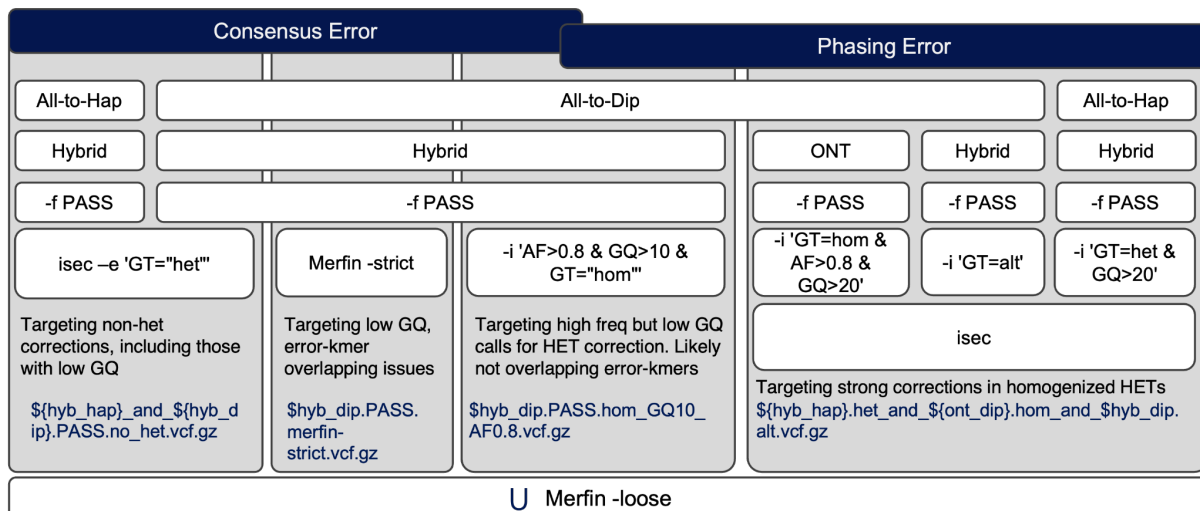 Consensus Error
Phasing Error
All-to-Hap
All-to-Dip
All-to-Hap
Hybrid
Hybrid
ONT
Hybrid
Hybrid
-f PASS
-f PASS
-f PASS
-f PASS
-f PASS
isec –e 'GT="het"'
Merfin -strict
-i 'AF>0.8 & GQ>10 &
GT="hom"'
-i 'GT=hom &
AF>0.8 &
GQ>20'
-i 'GT=alt'
-i 'GT=het &
GQ>20'
isec
Targeting non-het
corrections, including those
with low GQ
${hyb_hap}_and_${hyb_d
ip}.PASS.no_het.vcf.gz
Targeting low GQ,
error-kmer
overlapping issues
$hyb_dip.PASS.
merfin-
strict.vcf.gz
Targeting high freq but low GQ
calls for HET correction. Likely
not overlapping error-kmers
$hyb_dip.PASS.hom_GQ10_
AF0.8.vcf.gz
Targeting strong corrections in homogenized HETs
${hyb_hap}.het_and_${ont_dip}.hom_and_$hyb_dip.
alt.vcf.gz
∪ Merfin -loose